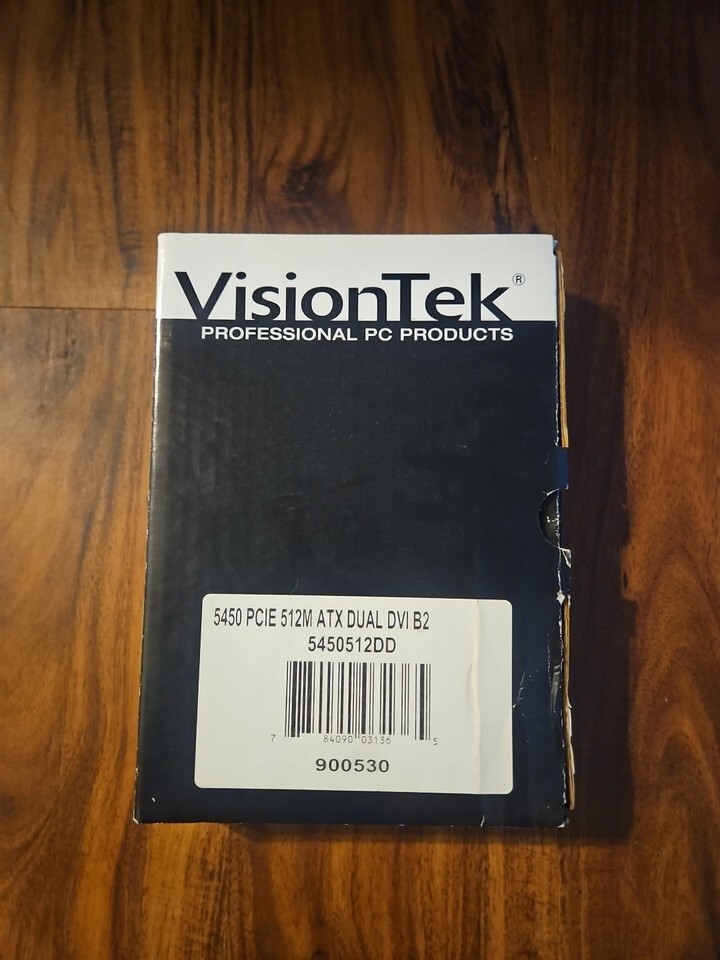 VisionTek®
PROFESSIONAL PC PRODUCTS
5450 PCIE 512M ATX DUAL DVI B2
5450512DD
7 84090 03136 5
900530